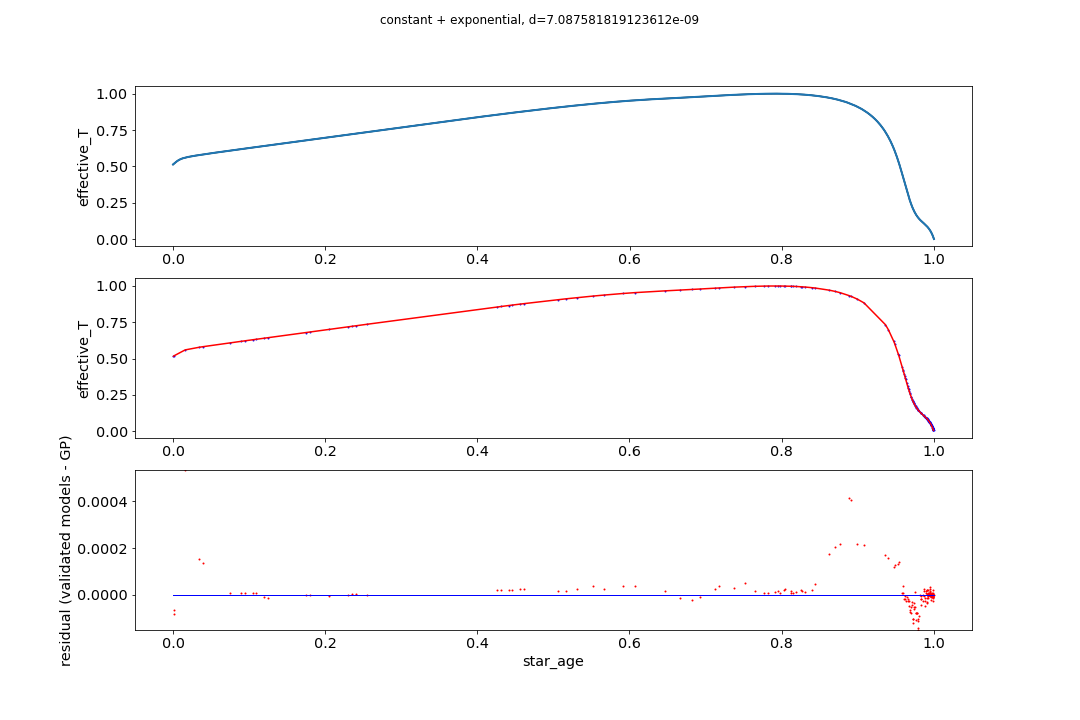 constant + exponential, d=7.087581819123612e-09
effective_T
1.00
0.75
0.50
0.25
0.00
0.0 0.2 0.4 0.6 0.8 1.0
effective_T
1.00
0.75
0.50
0.25
0.00
0.0 0.2 0.4 0.6 0.8 1.0
residual (validated models - GP)
0.0004
0.0002
0.0000
0.0 0.2 0.4 0.6 0.8 1.0
star_age